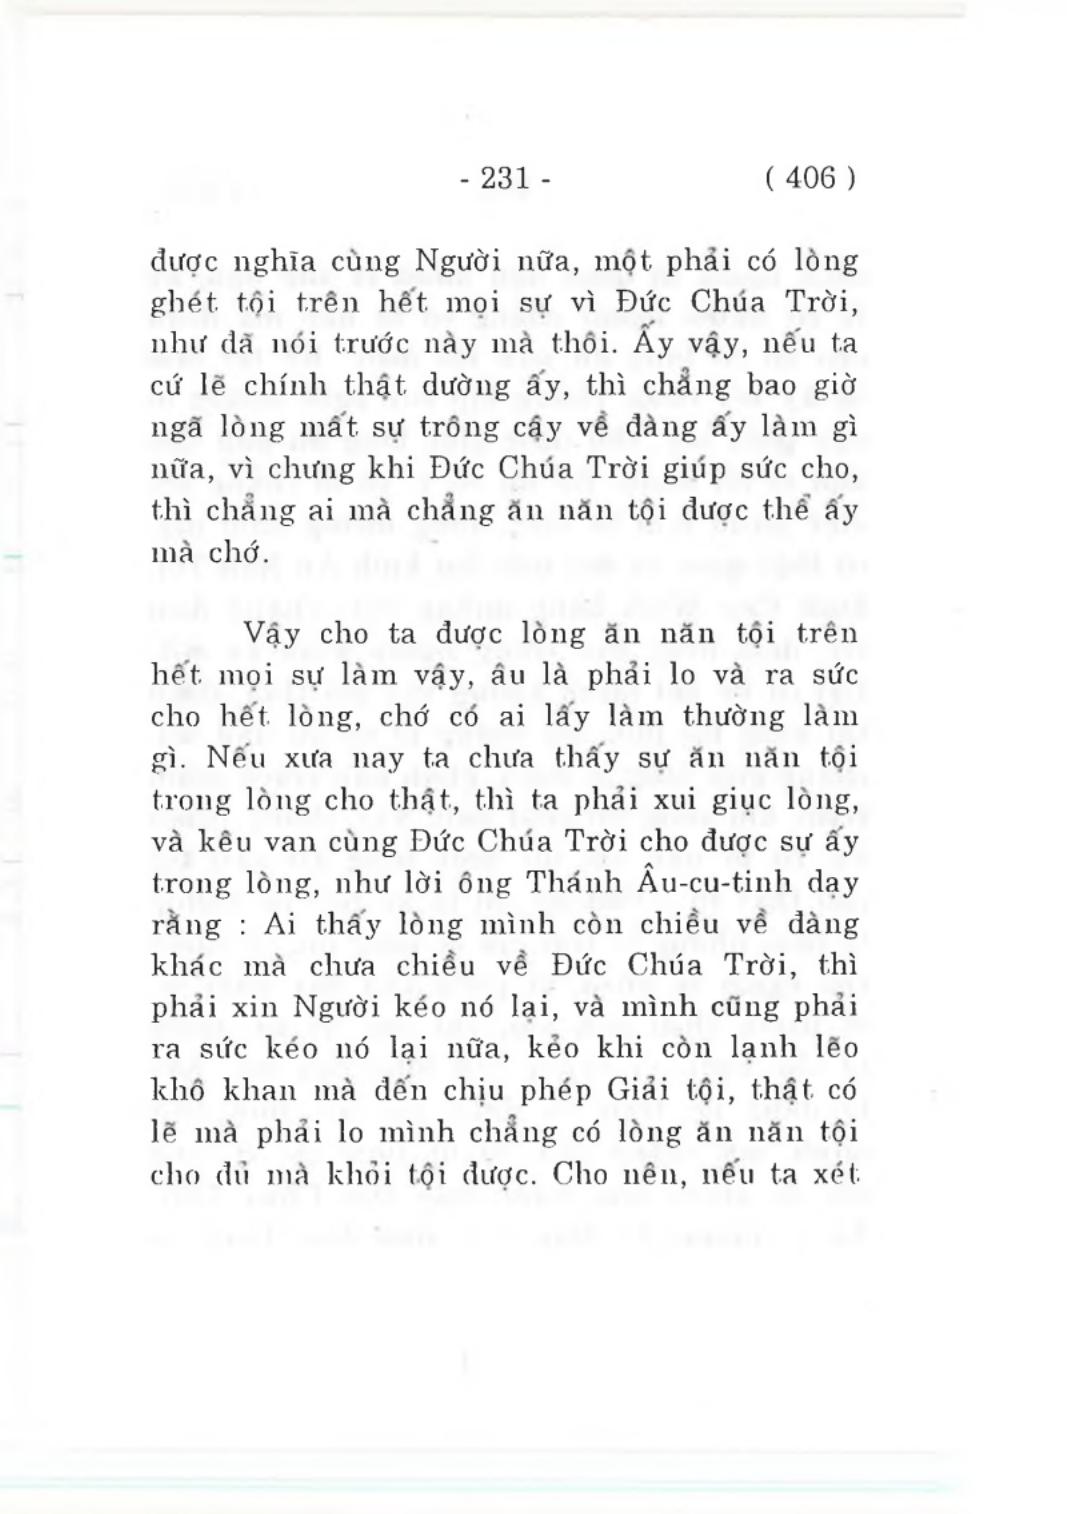 - 231 - ( 406 )
được nghĩa cùng Người nữa, một phải có lòng
ghét tội trên hết mọi sự vì Đức Chúa Trời,
như đã nói trước này mà thôi. Ấy vậy, nếu ta
cứ lẽ chính thật dường ấy, thì chẳng bao giờ
ngã lòng mất sự trông cậy về đàng ấy làm gì
nữa, vì chưng khi Đức Chúa Trời giúp sức cho,
thì chẳng ai mà chẳng ăn năn tội được thể ấy
mà chớ.
Vậy cho ta được lòng ăn năn tội trên
hết mọi sự làm vậy, âu là phải lo và ra sức
cho hết lòng, chớ có ai lấy làm thường làm
gì. Nếu xưa nay ta chưa thấy sự ăn năn tội
trong lòng cho thật, thì ta phải xui giục lòng,
và kêu van cùng Đức Chúa Trời cho được sự ấy
trong lòng, như lời ông Thánh Âu-cu-tinh dạy
rằng : Ai thấy lòng mình còn chiều về đàng
khác mà chưa chiều về Đức Chúa Trời, thì
phải xin Người kéo nó lại, và mình cũng phải
ra sức kéo nó lại nữa, kẻo khi còn lạnh lẽo
khô khan mà đến chịu phép Giải tội, thật có
lẽ mà phải lo mình chẳng có lòng ăn năn tội
cho đủ mà khỏi tội được. Cho nên, nếu ta xét